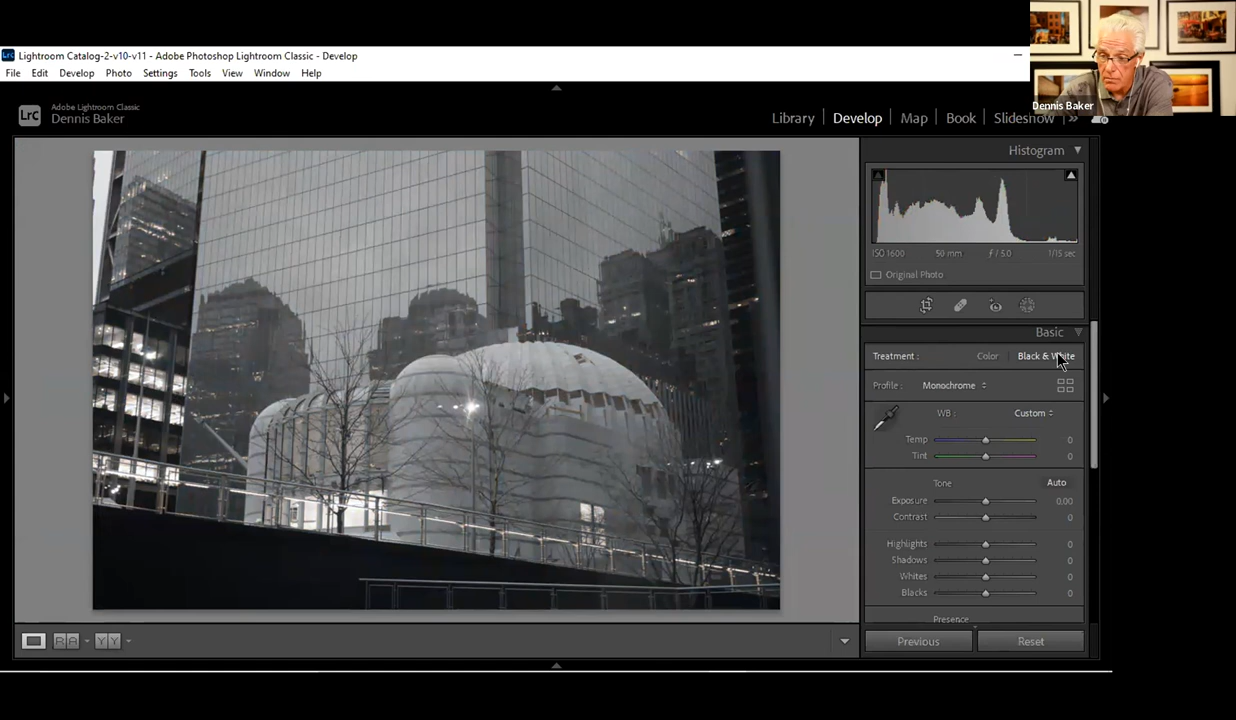 Lightroom Catalog-2-v10-v11 - Adobe Photoshop Lightroom Classic - Develop
File Edit Develop Photo Settings Tools View Window Help
Dennis Baker
LrC
Adobe Lightroom Classic
Dennis Baker
Library | Develop | Map | Book | Slideshow »
Histogram
ISO 1600 50 mm ƒ / 5.0 1/15 sec
Original Photo
Basic
Treatment : Color Black & White
Profile : Monochrome
WB : Custom
Temp 0
Tint 0
Tone Auto
Exposure 0.00
Contrast 0
Highlights 0
Shadows 0
Whites 0
Blacks 0
Presence
R A Y Y
Previous Reset